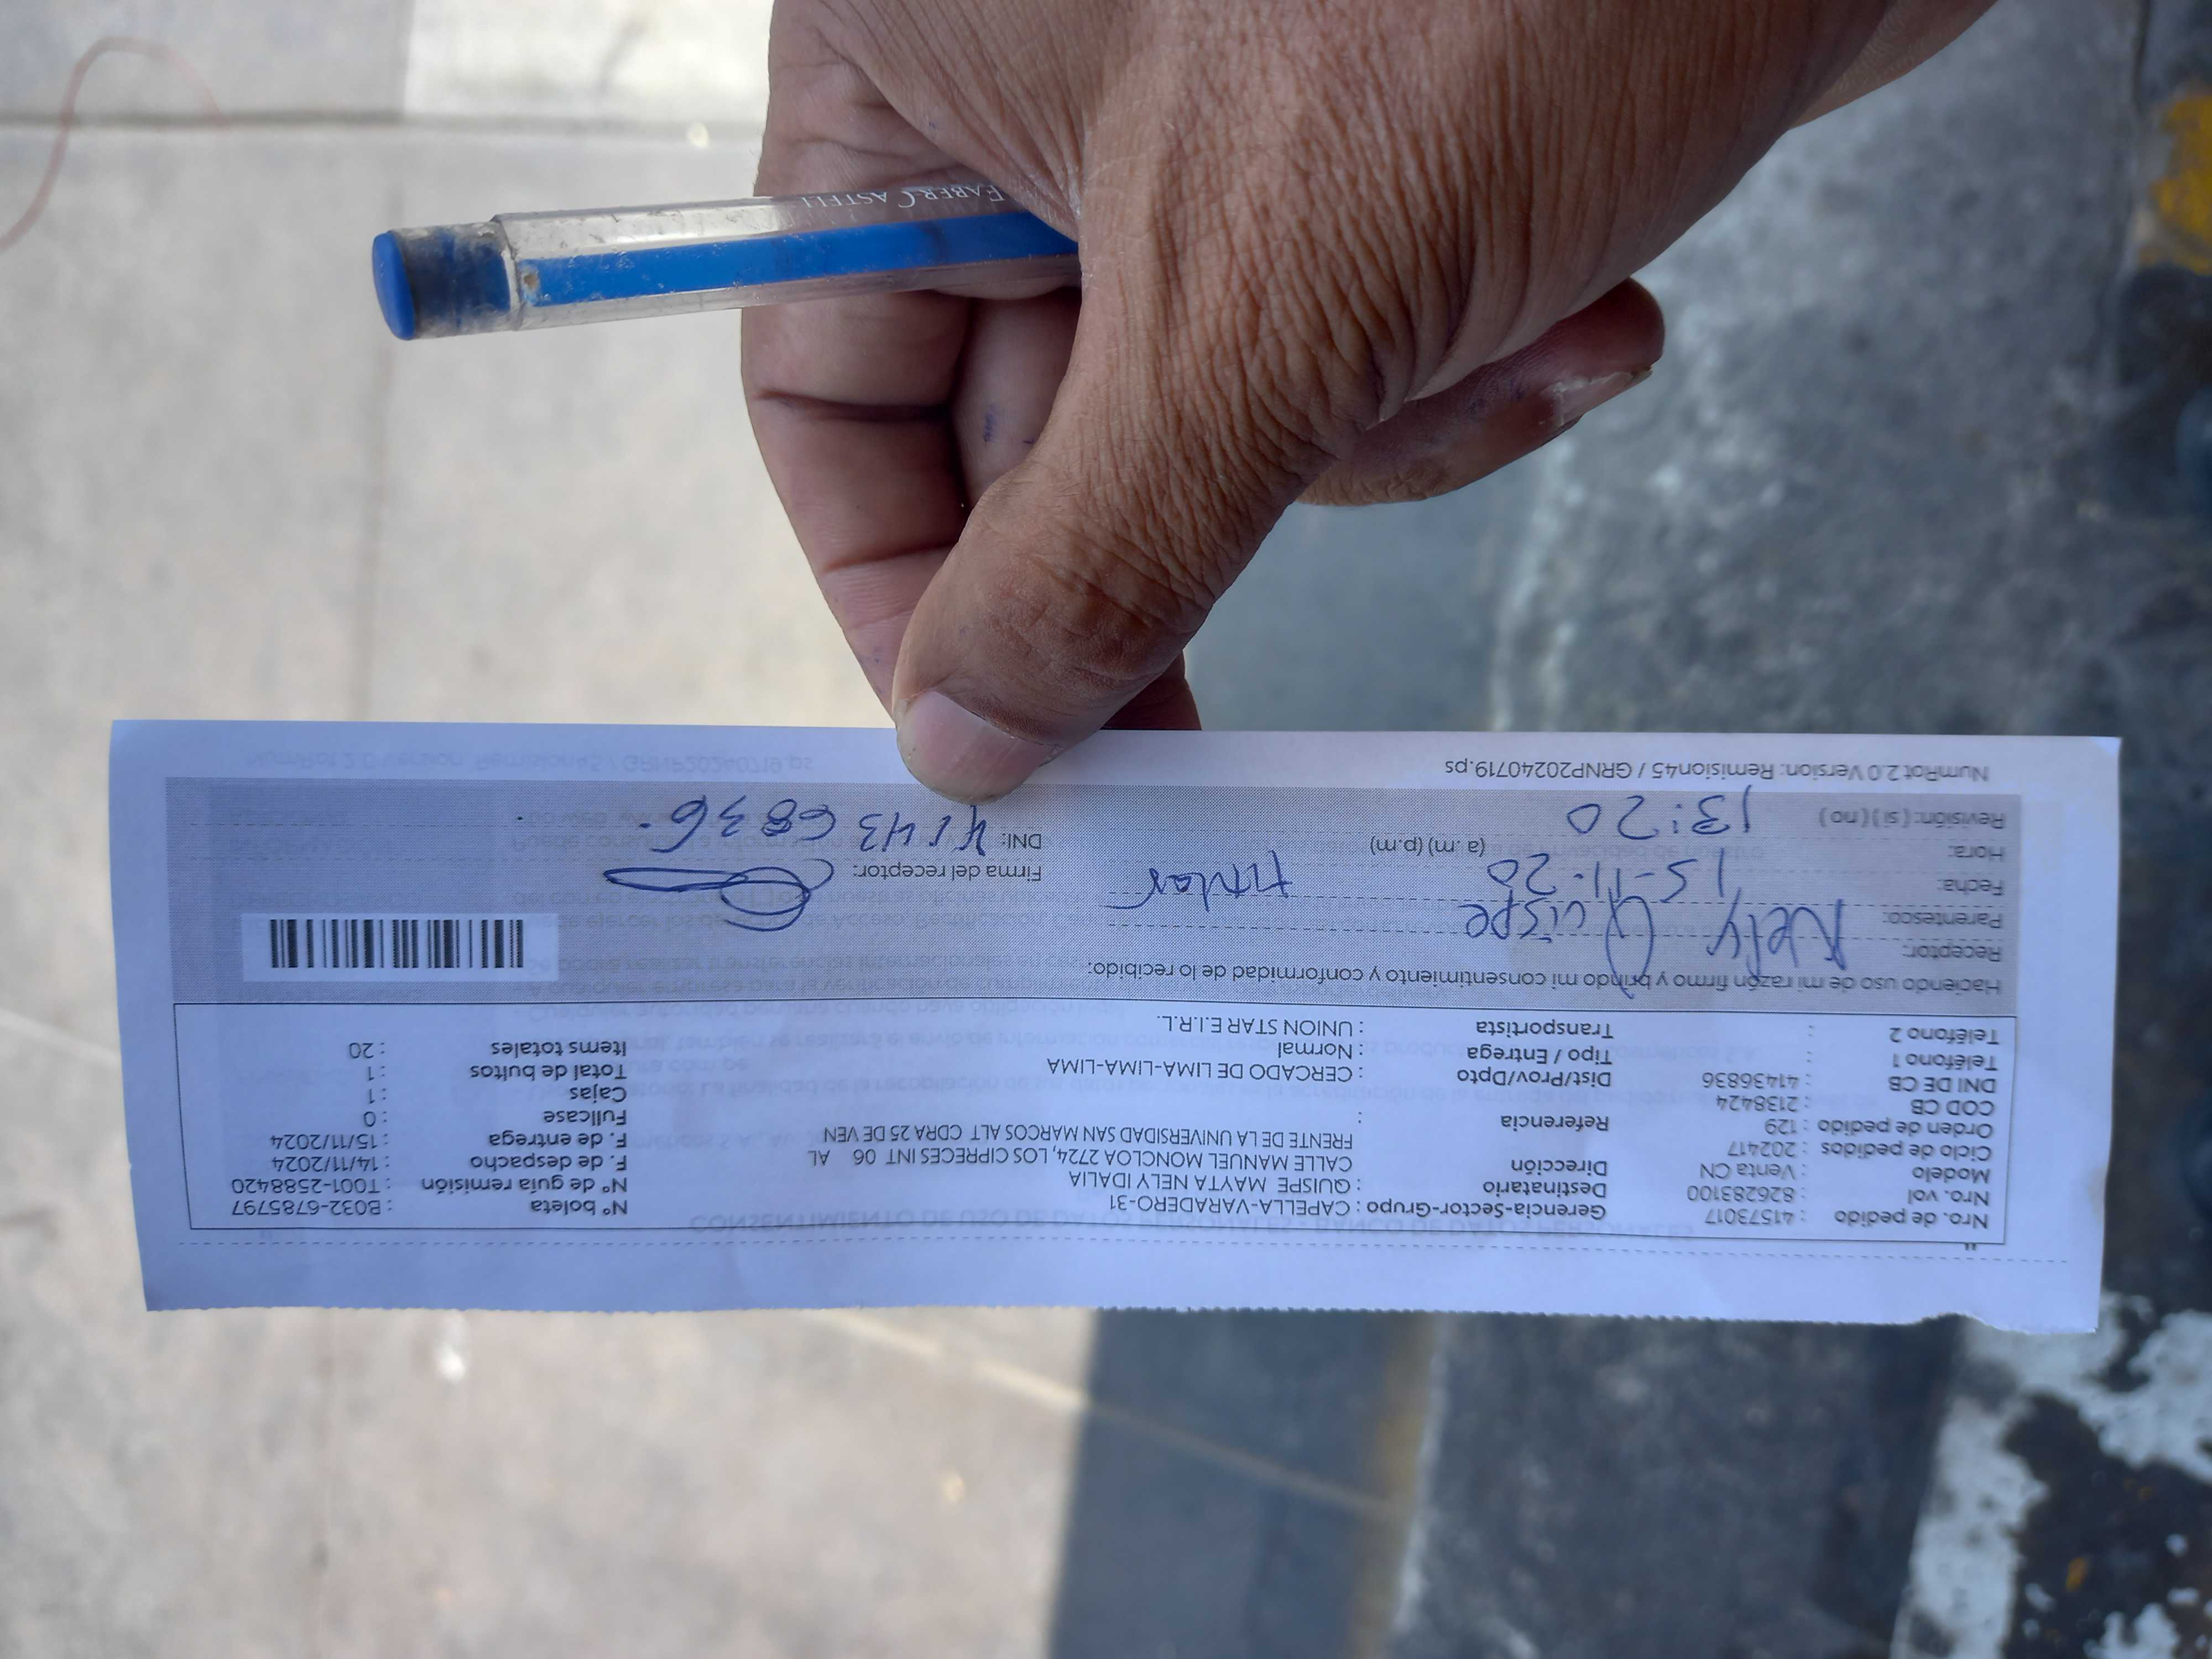 FABER CASTELL
Nro. de pedido : 41573017 Gerencia-Sector-Grupo : CAPELLA-VARADERO-31 N° boleta : B032-6785797
Nro. vol : 826283100 Destinatario : QUISPE MAYTA NELY IDALIA N° de guía remisión : T001-2588420
Modelo : Venta CN Dirección CALLE MANUEL MONCLOA 2724, LOS CIPRECES INT 06 AL F. de despacho : 14/11/2024
Ciclo de pedidos : 202417 FRENTE DE LA UNIVERSIDAD SAN MARCOS ALT CDRA 25 DE VEN F. de entrega : 15/11/2024
Orden de pedido : 129 Referencia : Fullcase : 0
COD CB : 2138424 Cajas : 1
DNI DE CB : 41436836 Dist/Prov/Dpto : CERCADO DE LIMA-LIMA-LIMA Total de bultos : 1
Teléfono 1 : Tipo / Entrega : Normal Items totales : 20
Teléfono 2 : Transportista : UNION STAR E.I.R.L.
Haciendo uso de mi razón firmo y brindo mi consentimiento y conformidad de lo recibido:
Receptor: Nely Quispe
Parentesco: Titular
Fecha: 15-11-20 Firma del receptor:
Hora: 13:20 (a.m) (p.m) DNI: 41436836.
Revisión: ( si ) ( no )
NumRot 2.0 Version: Remision45 / GRNP20240719.ps